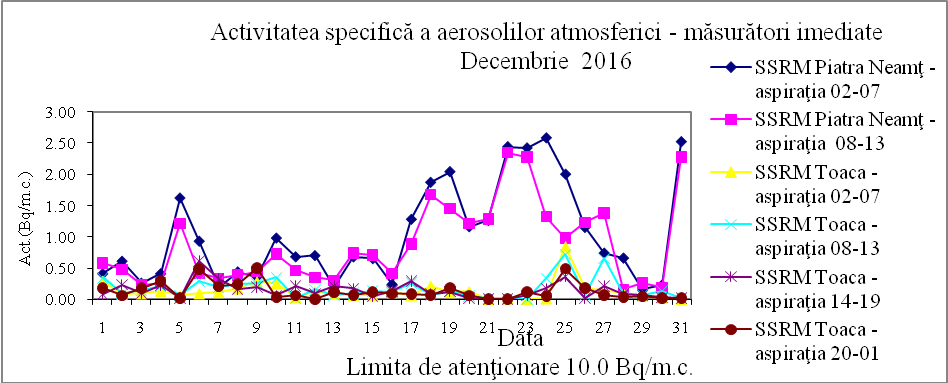 Activitatea specifică a aerosolilor atmosferici - măsurători imediate
Decembrie 2016
SSRM Piatra Neamţ -
aspiraţia 02-07
SSRM Piatra Neamţ -
aspiraţia 08-13
SSRM Toaca -
aspiraţia 02-07
SSRM Toaca -
aspiraţia 08-13
SSRM Toaca -
aspiraţia 14-19
SSRM Toaca -
aspiraţia 20-01
Act.(Bq/m.c.)
3.00
2.50
2.00
1.50
1.00
0.50
0.00
1 3 5 7 9 11 13 15 17 19 21 23 25 27 29 31
Data
Limita de atenţionare 10.0 Bq/m.c.